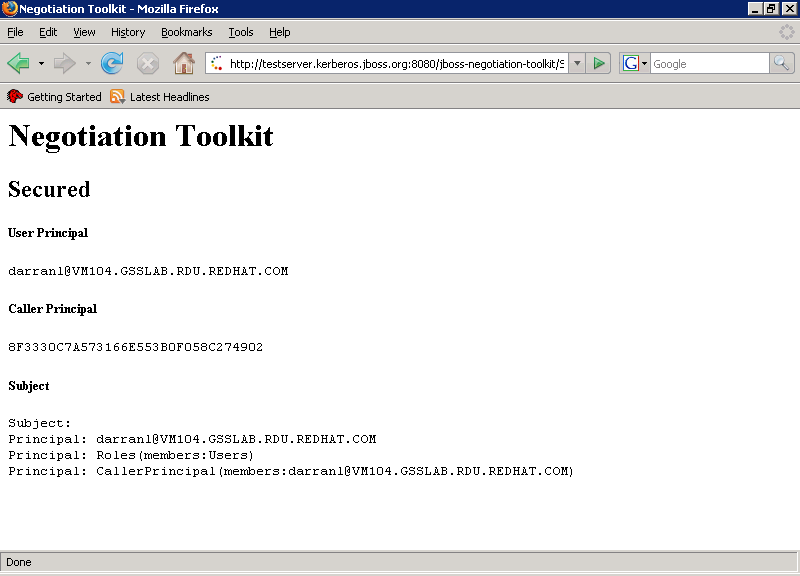 Negotiation Toolkit - Mozilla Firefox
File Edit View History Bookmarks Tools Help
http://testserver.kerberos.jboss.org:8080/jboss-negotiation-toolkit/S
G Google
Getting Started Latest Headlines
Negotiation Toolkit
Secured
User Principal
darranl@VM104.GSSLAB.RDU.REDHAT.COM
Caller Principal
8F3330C7A573166E553B0F058C274902
Subject
Subject:
Principal: darranl@VM104.GSSLAB.RDU.REDHAT.COM
Principal: Roles(members:Users)
Principal: CallerPrincipal(members:darranl@VM104.GSSLAB.RDU.REDHAT.COM)
Done